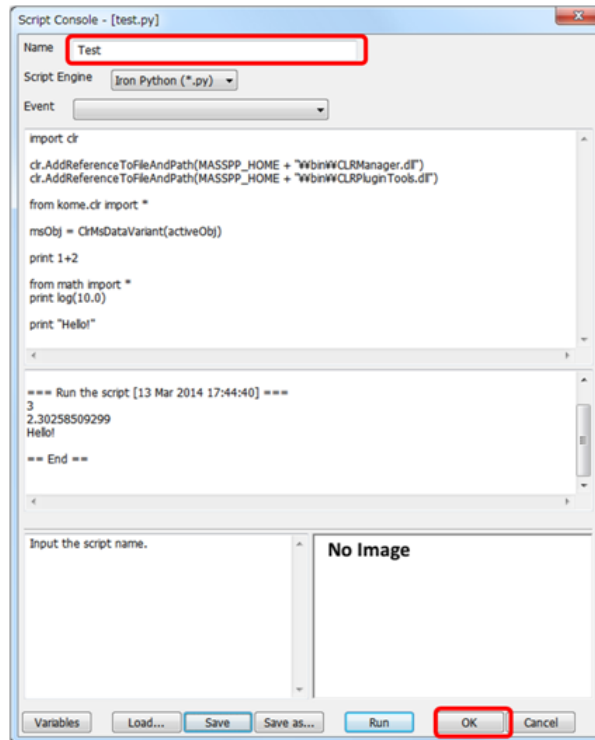 Script Console - [test.py]
Name Test
Script Engine Iron Python (*.py)
Event
import clr
clr.AddReferenceToFileAndPath(MASSPP_HOME + "¥¥bin¥¥CLRManager.dll")
clr.AddReferenceToFileAndPath(MASSPP_HOME + "¥¥bin¥¥CLRPluginTools.dll")
from kome.clr import *
msObj = ClrMsDataVariant(activeObj)
print 1+2
from math import *
print log(10.0)
print "Hello!"
=== Run the script [13 Mar 2014 17:44:40] ===
3
2.30258509299
Hello!
== End ==
Input the script name.
No Image
Variables Load... Save Save as... Run OK Cancel